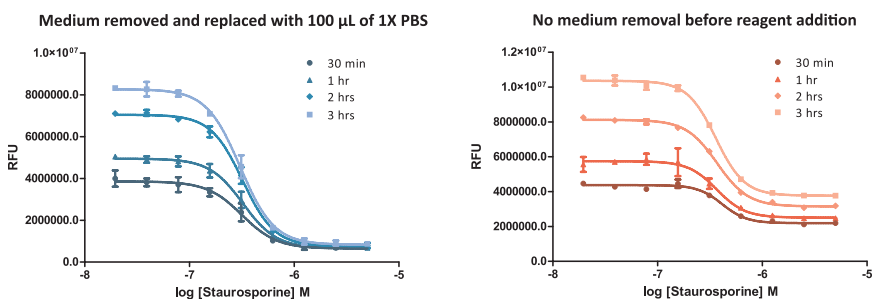 Medium removed and replaced with 100 µL of 1X PBS
1.0×10⁰⁷
8000000.0
6000000.0
4000000.0
2000000.0
0.0
RFU
-8
-7
-6
-5
log [Staurosporine] M
30 min
1 hr
2 hrs
3 hrs
No medium removal before reagent addition
1.2×10⁰⁷
1.0×10⁰⁷
8000000.0
6000000.0
4000000.0
2000000.0
0.0
RFU
-8
-7
-6
-5
log [Staurosporine] M
30 min
1 hr
2 hrs
3 hrs